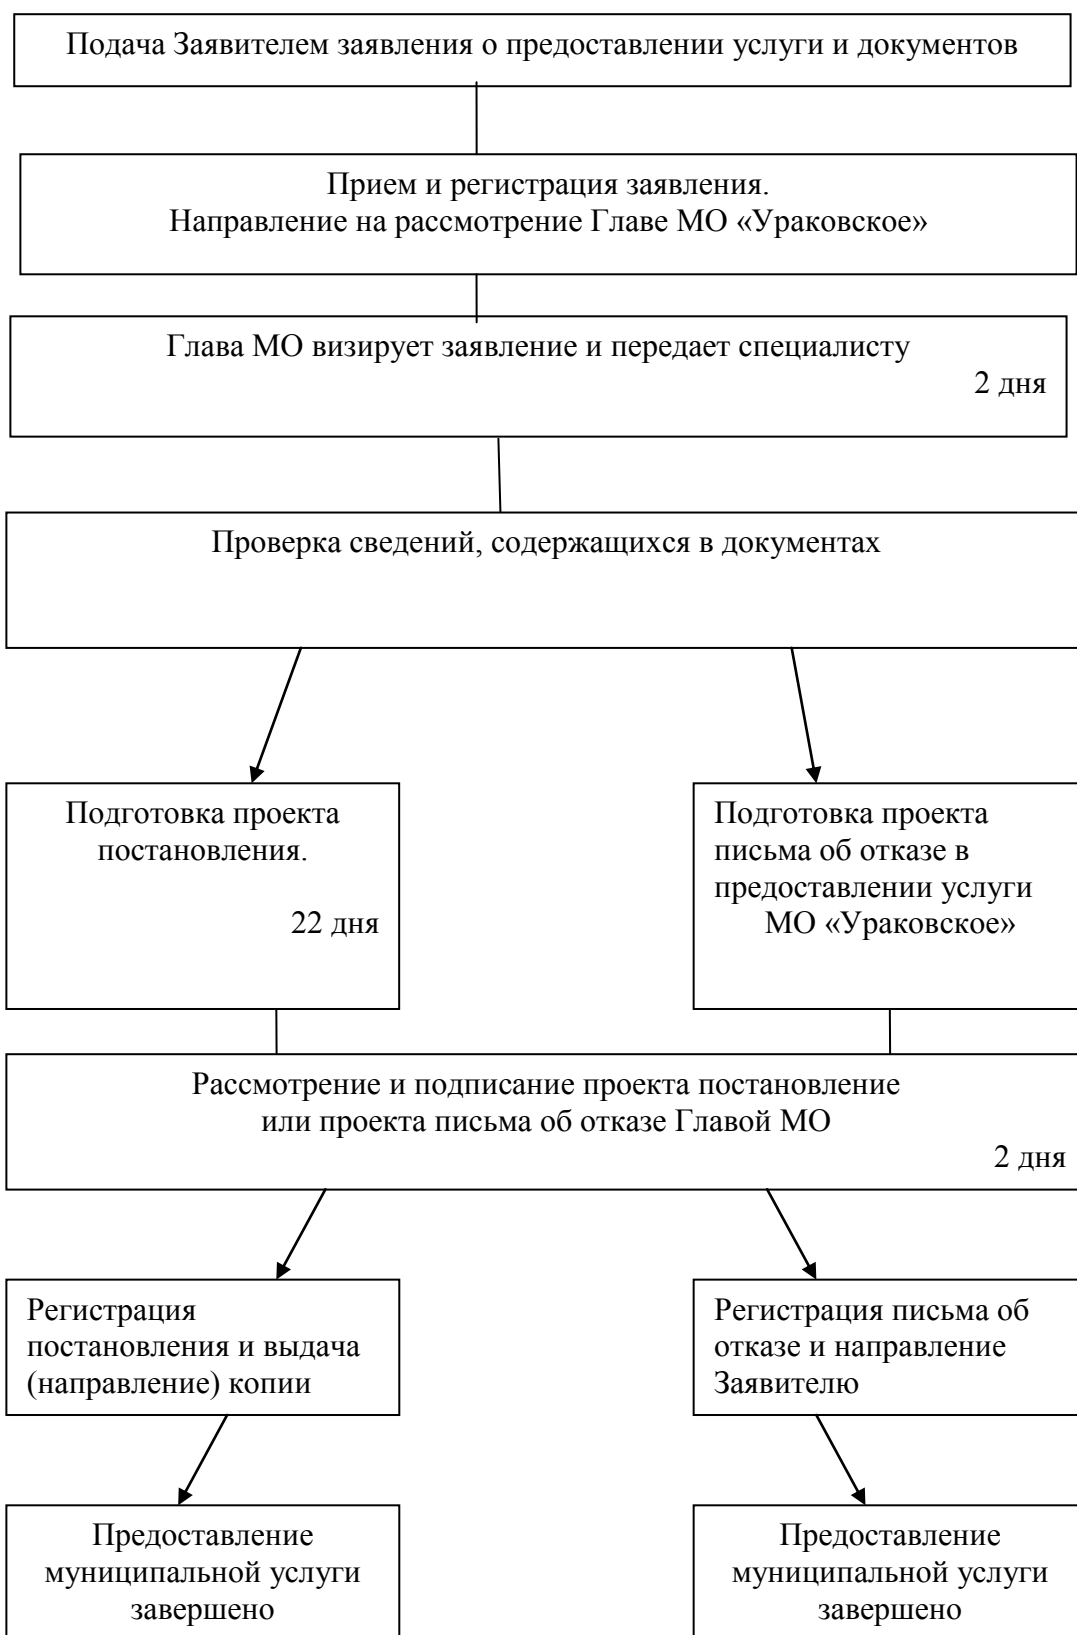 Подача Заявителем заявления о предоставлении услуги и документов
Прием и регистрация заявления.
Направление на рассмотрение Главе МО «Ураковское»
Глава МО визирует заявление и передает специалисту
2 дня
Проверка сведений, содержащихся в документах
Подготовка проекта
постановления.
22 дня
Подготовка проекта
письма об отказе в
предоставлении услуги
МО «Ураковское»
Рассмотрение и подписание проекта постановление
или проекта письма об отказе Главой МО
2 дня
Регистрация
постановления и выдача
(направление) копии
Регистрация письма об
отказе и направление
Заявителю
Предоставление
муниципальной услуги
завершено
Предоставление
муниципальной услуги
завершено